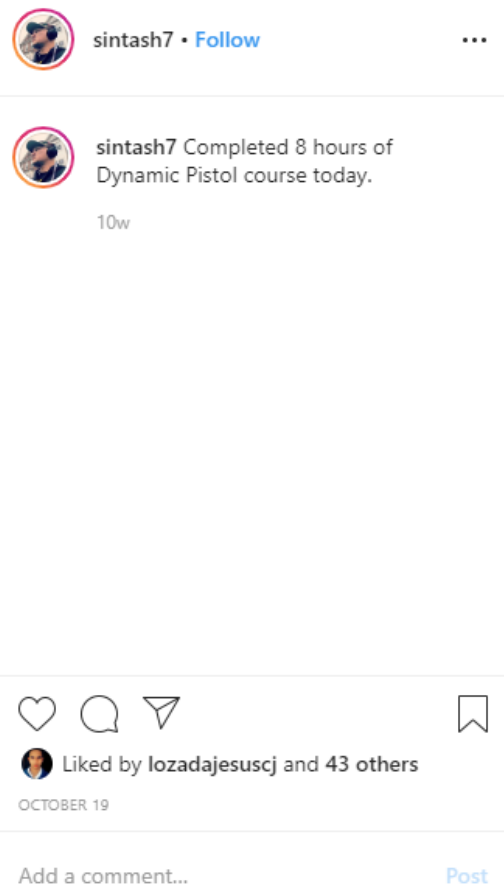 sintash7 • Follow
sintash7 Completed 8 hours of
Dynamic Pistol course today.
10w
Liked by lozadajesuscj and 43 others
OCTOBER 19
Add a comment... Post